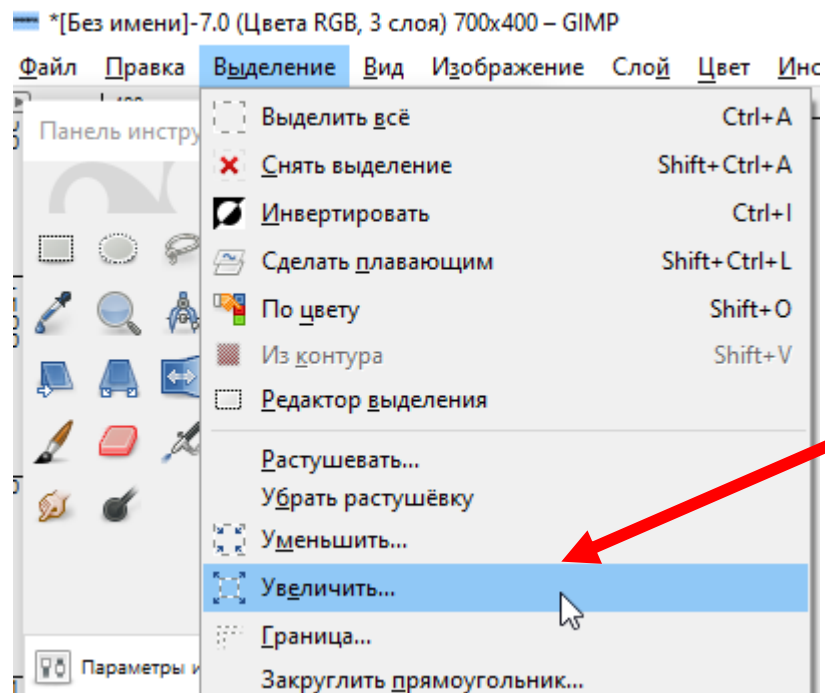 *[Без имени]-7.0 (Цвета RGB, 3 слоя) 700x400 – GIMP
Файл Правка Выделение Вид Изображение Слой Цвет Инс
Панель инстру
Выделить всё Ctrl+A
Снять выделение Shift+Ctrl+A
Инвертировать Ctrl+I
Сделать плавающим Shift+Ctrl+L
По цвету Shift+O
Из контура Shift+V
Редактор выделения
Растушевать...
Убрать растушёвку
Уменьшить...
Увеличить...
Граница...
Параметры и
Закруглить прямоугольник...